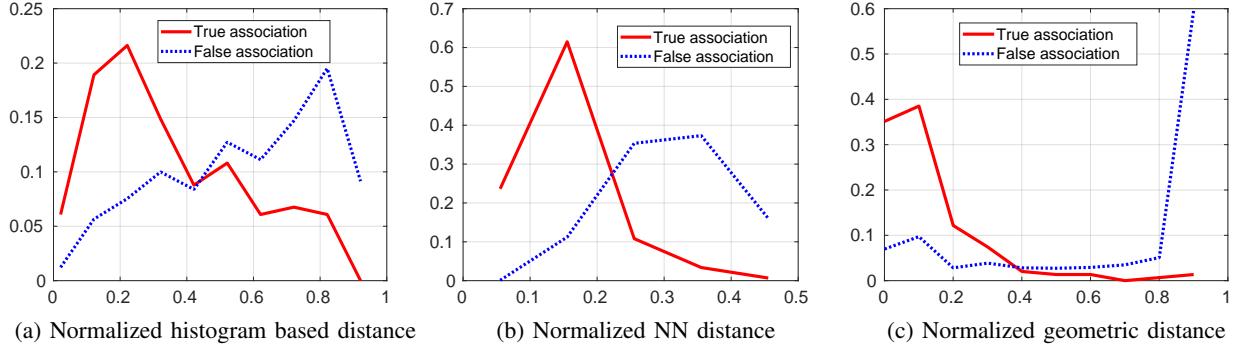 0.25
0.2
0.15
0.1
0.05
0
0 0.2 0.4 0.6 0.8 1
True association
False association
(a) Normalized histogram based distance
0.7
0.6
0.5
0.4
0.3
0.2
0.1
0
0 0.1 0.2 0.3 0.4 0.5
True association
False association
(b) Normalized NN distance
0.6
0.5
0.4
0.3
0.2
0.1
0
0 0.2 0.4 0.6 0.8 1
True association
False association
(c) Normalized geometric distance